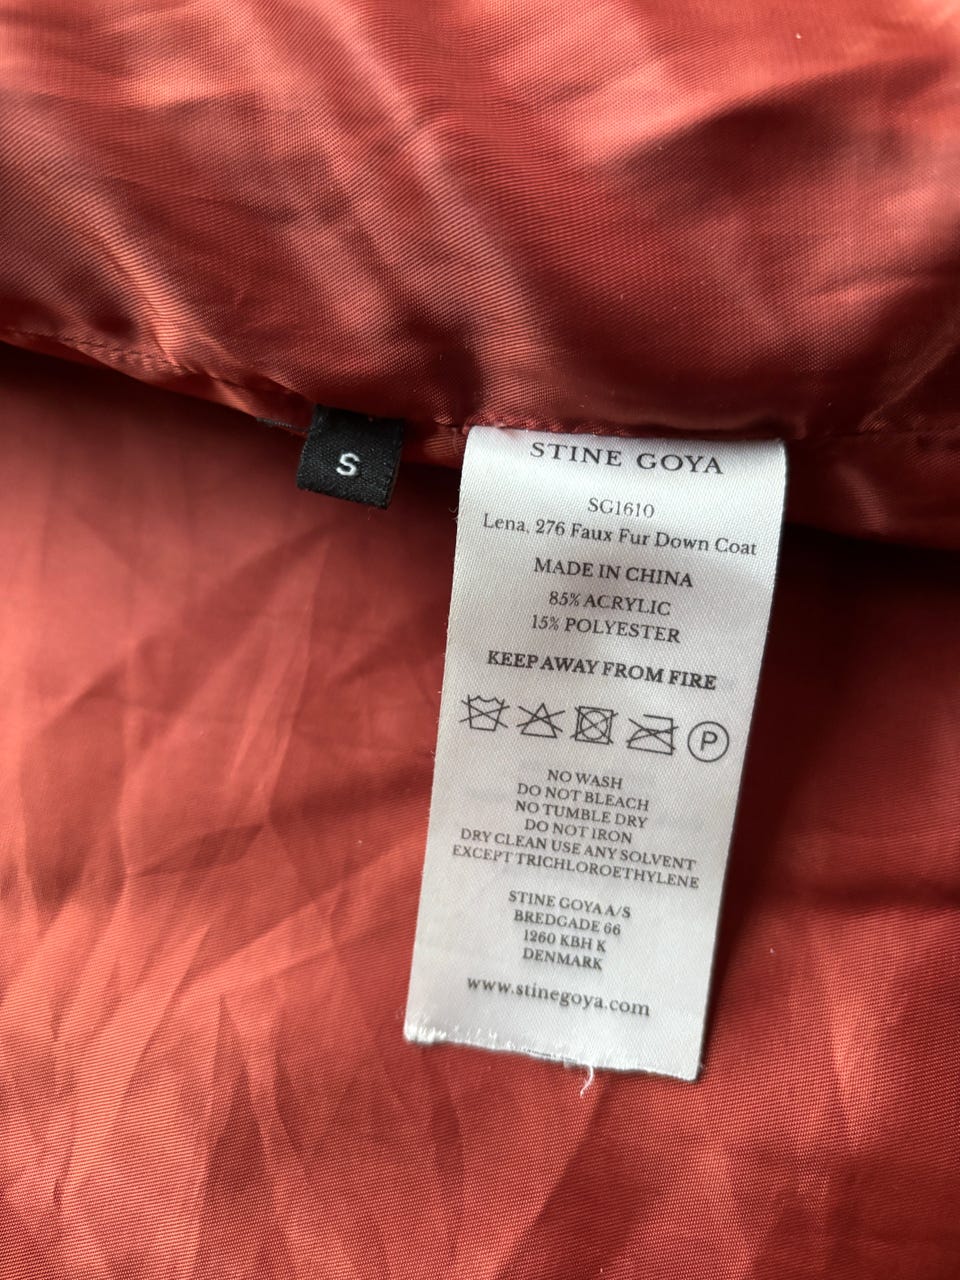 S
STINE GOYA
SG1610
Lena, 276 Faux Fur Down Coat
MADE IN CHINA
85% ACRYLIC
15% POLYESTER
KEEP AWAY FROM FIRE
P
NO WASH
DO NOT BLEACH
NO TUMBLE DRY
DO NOT IRON
DRY CLEAN USE ANY SOLVENT
EXCEPT TRICHLOROETHYLENE
STINE GOYA A/S
BREDGADE 66
1260 KBH K
DENMARK
www.stinegoya.com